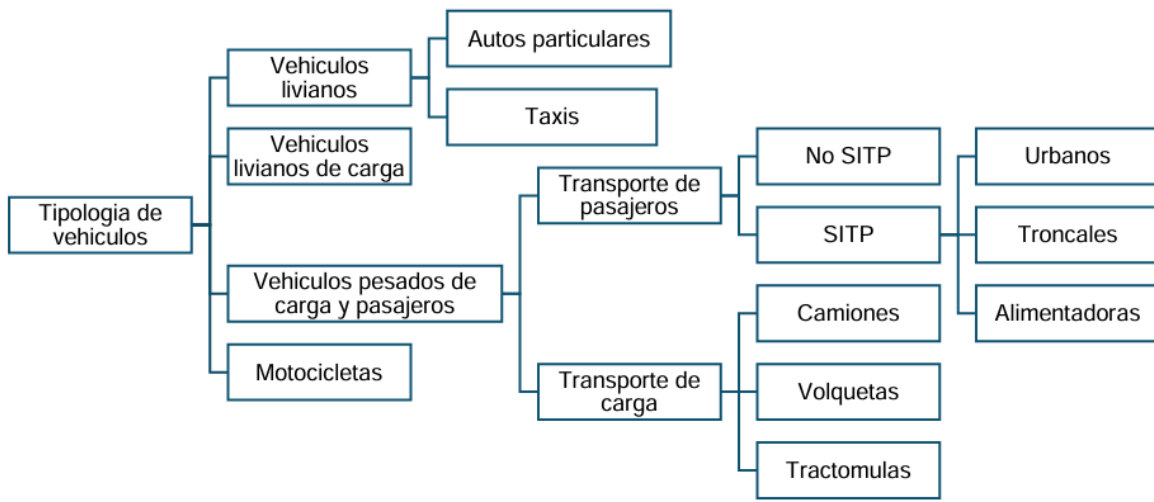 Tipologia de
vehiculos
Vehiculos
livianos
Autos particulares
Taxis
Vehiculos
livianos de carga
Vehiculos pesados de
carga y pasajeros
Transporte de
pasajeros
No SITP
SITP
Urbanos
Troncales
Alimentadoras
Transporte de
carga
Camiones
Volquetas
Tractomulas
Motocicletas